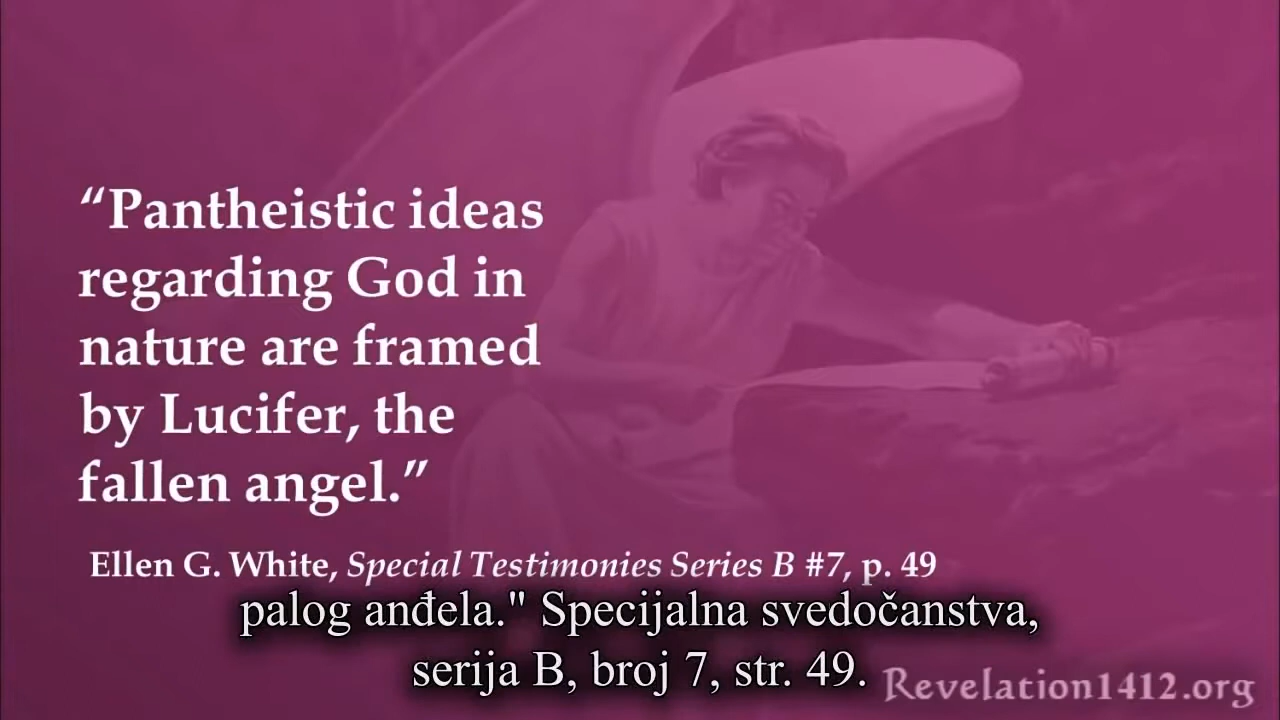 “Pantheistic ideas
regarding God in
nature are framed
by Lucifer, the
fallen angel.”
Ellen G. White, Special Testimonies Series B #7, p. 49
palog anđela." Specijalna svedočanstva,
serija B, broj 7, str. 49.
Revelation1412.org